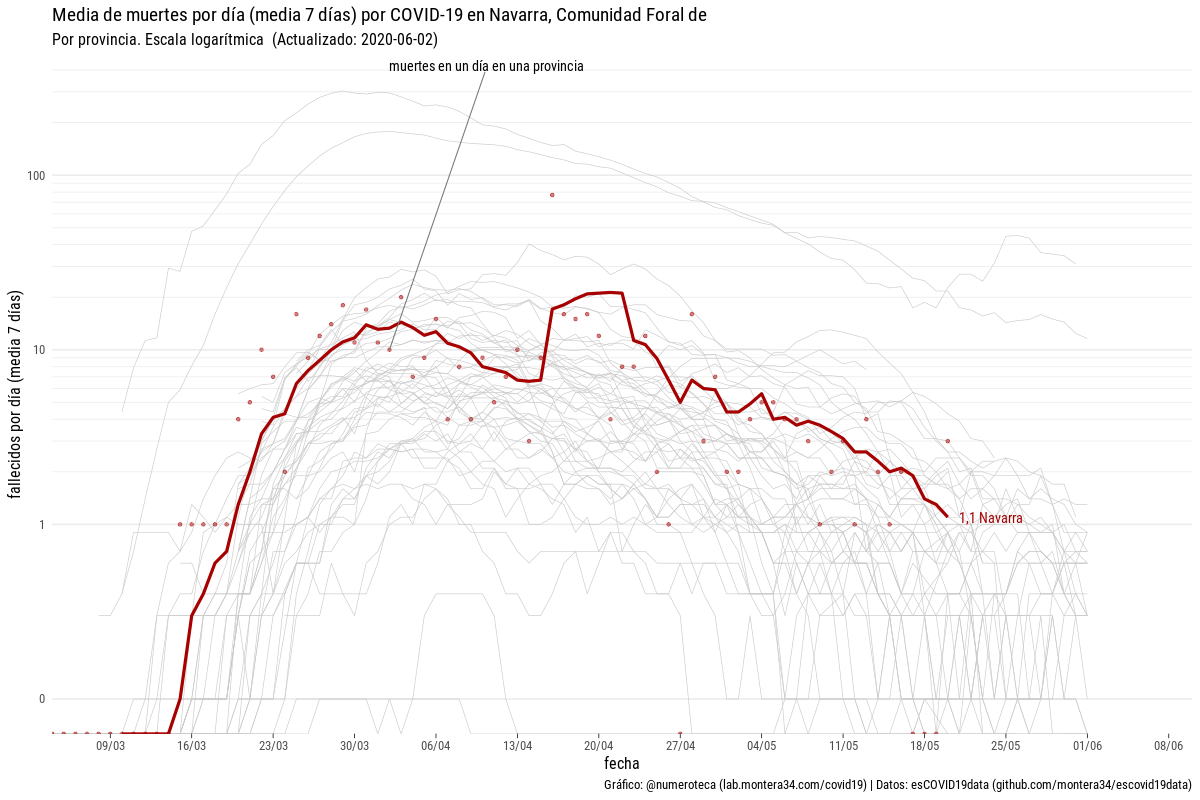 Media de muertes por día (media 7 días) por COVID-19 en Navarra, Comunidad Foral de
Por provincia. Escala logarítmica  (Actualizado: 2020-06-02)
muertes en un día en una provincia
fallecidos por día (media  7 días)
100
10
1
0
1,1 Navarra
09/03
16/03
23/03
30/03
06/04
13/04
20/04
27/04
04/05
11/05
18/05
25/05
01/06
08/06
fecha
Gráfico: @numeroteca (lab.montera34.com/covid19) | Datos: esCOVID19data (github.com/montera34/escovid19data)